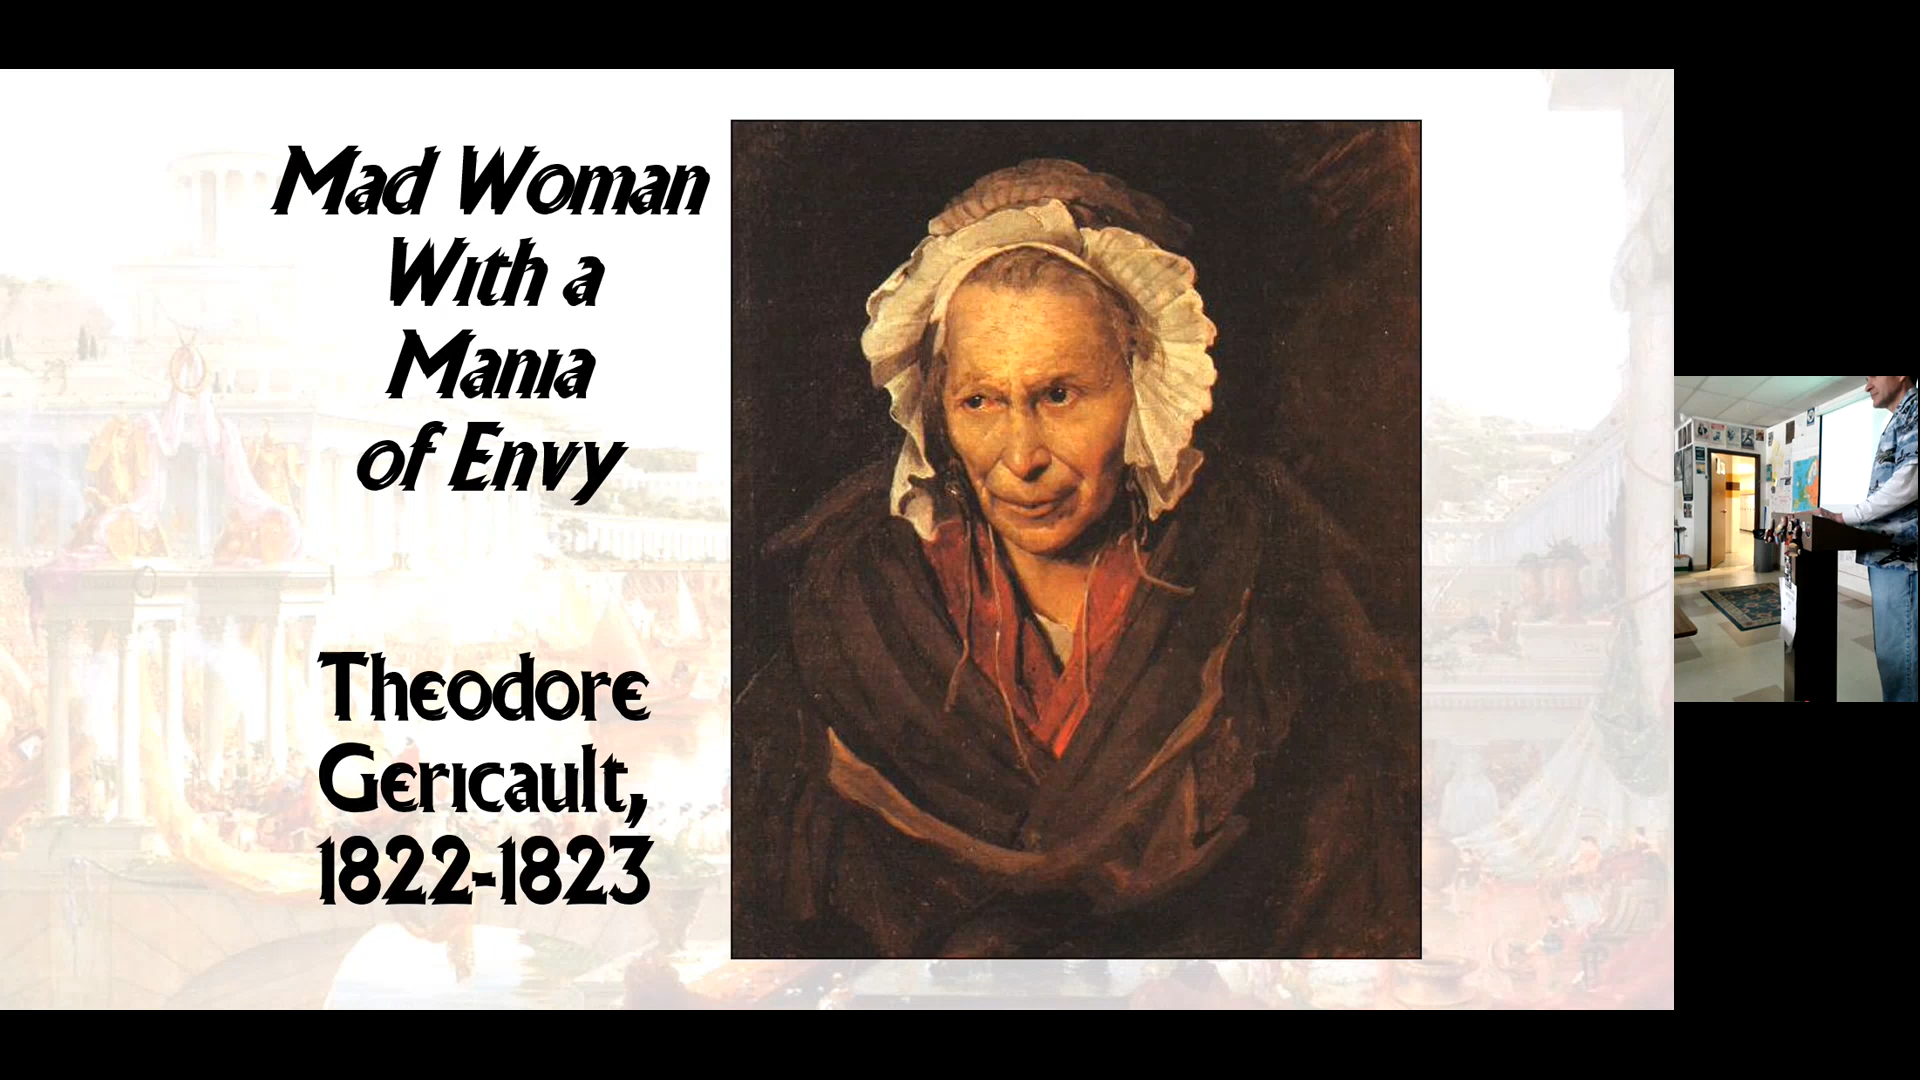 Mad Woman
With a
Mania
of Envy
Theodore
Gericault,
1822-1823